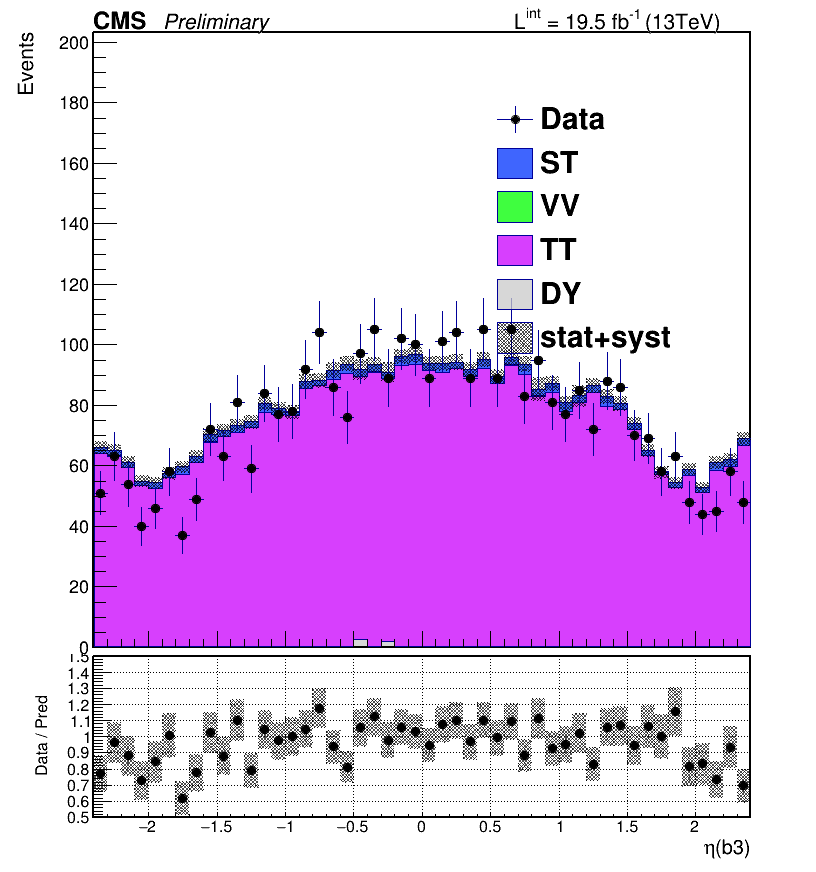 CMS Preliminary L^int = 19.5 fb^-1 (13TeV)
Events
200
180
160
140
120
100
80
60
40
20
0
Data
ST
VV
TT
DY
stat+syst
Data / Pred
1.5
1.4
1.3
1.2
1.1
1
0.9
0.8
0.7
0.6
0.5
−2 −1.5 −1 −0.5 0 0.5 1 1.5 2
η(b3)